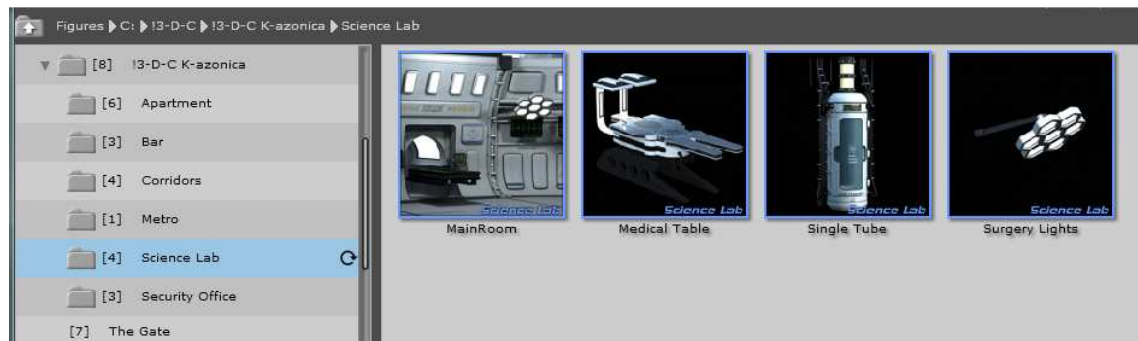 Figures C: !3-D-C !3-D-C K-azonica Science Lab
[8] !3-D-C K-azonica
[6] Apartment
[3] Bar
[4] Corridors
[1] Metro
[4] Science Lab
[3] Security Office
[7] The Gate
Science Lab
MainRoom
Science Lab
Medical Table
Science Lab
Single Tube
Science Lab
Surgery Lights